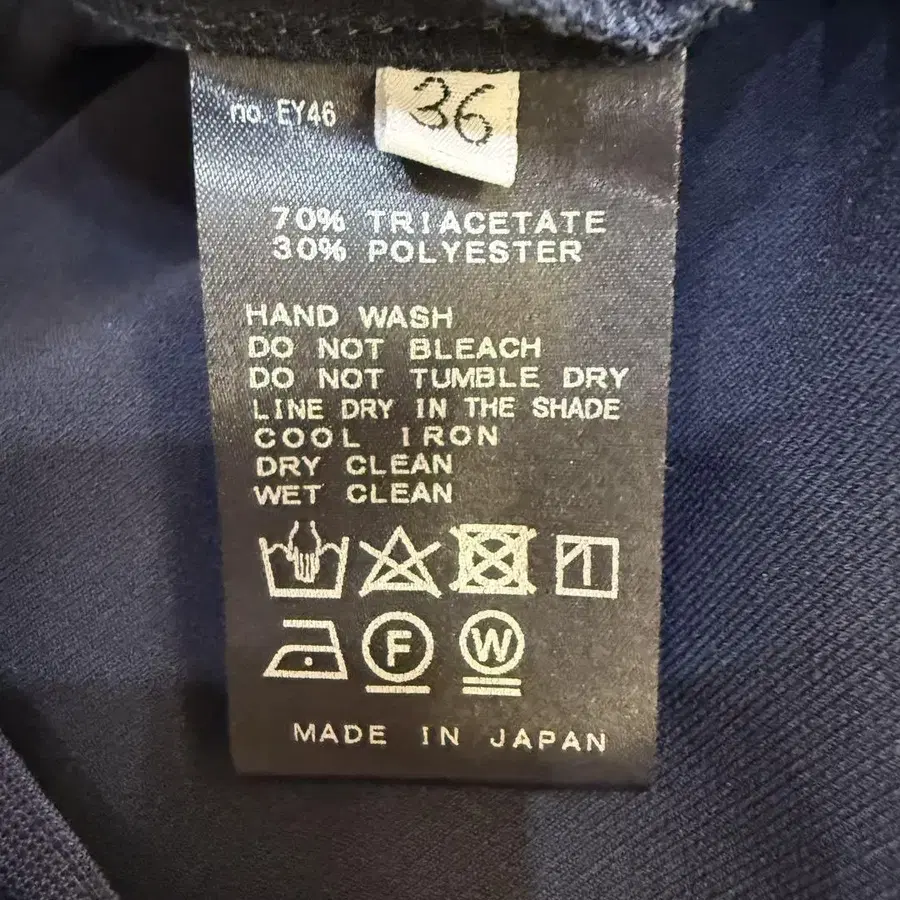 no. EY46
36
70% TRIACETATE
30% POLYESTER
HAND WASH
DO NOT BLEACH
DO NOT TUMBLE DRY
LINE DRY IN THE SHADE
COOL IRON
DRY CLEAN
WET CLEAN
F W
MADE IN JAPAN